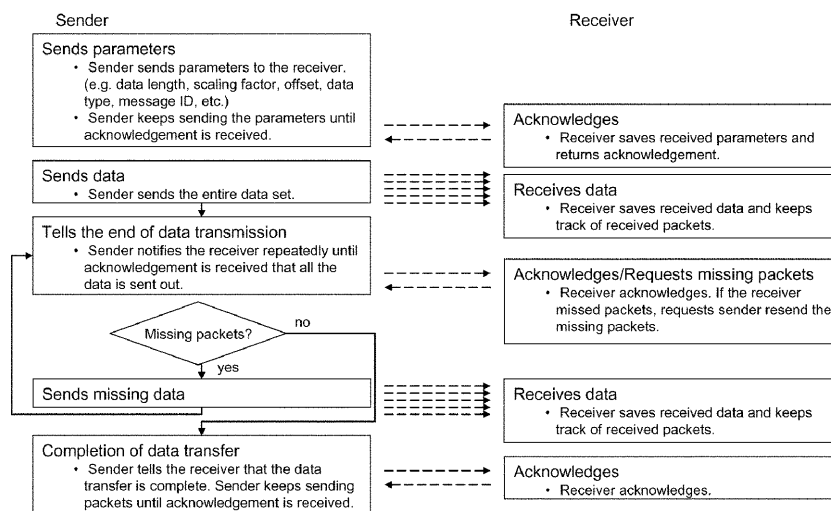 Sender
Receiver
Sends parameters
• Sender sends parameters to the receiver.
(e.g. data length, scaling factor, offset, data
type, message ID, etc.)
• Sender keeps sending the parameters until
acknowledgement is received.
Acknowledges
• Receiver saves received parameters and
returns acknowledgement.
Sends data
• Sender sends the entire data set.
Receives data
• Receiver saves received data and keeps
track of received packets.
Tells the end of data transmission
• Sender notifies the receiver repeatedly until
acknowledgement is received that all the
data is sent out.
Acknowledges/Requests missing packets
• Receiver acknowledges. If the receiver
missed packets, requests sender resend the
missing packets.
Missing packets?
no
yes
Sends missing data
Receives data
• Receiver saves received data and keeps
track of received packets.
Completion of data transfer
• Sender tells the receiver that the data
transfer is complete. Sender keeps sending
packets until acknowledgement is received.
Acknowledges
• Receiver acknowledges.